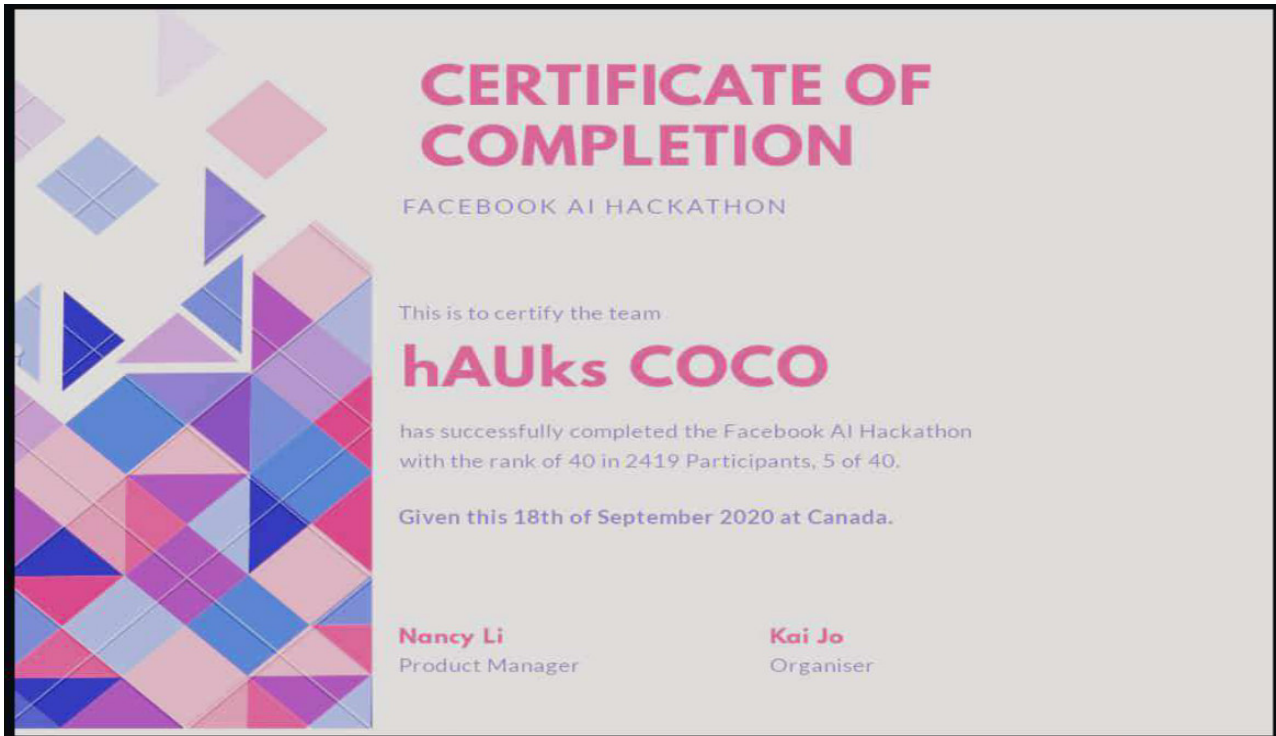 CERTIFICATE OF
COMPLETION
FACEBOOK AI HACKATHON
This is to certify the team
hAUks COCO
has successfully completed the Facebook AI Hackathon
with the rank of 40 in 2419 Participants, 5 of 40.
Given this 18th of September 2020 at Canada.
Nancy Li
Kai Jo
Product Manager
Organiser